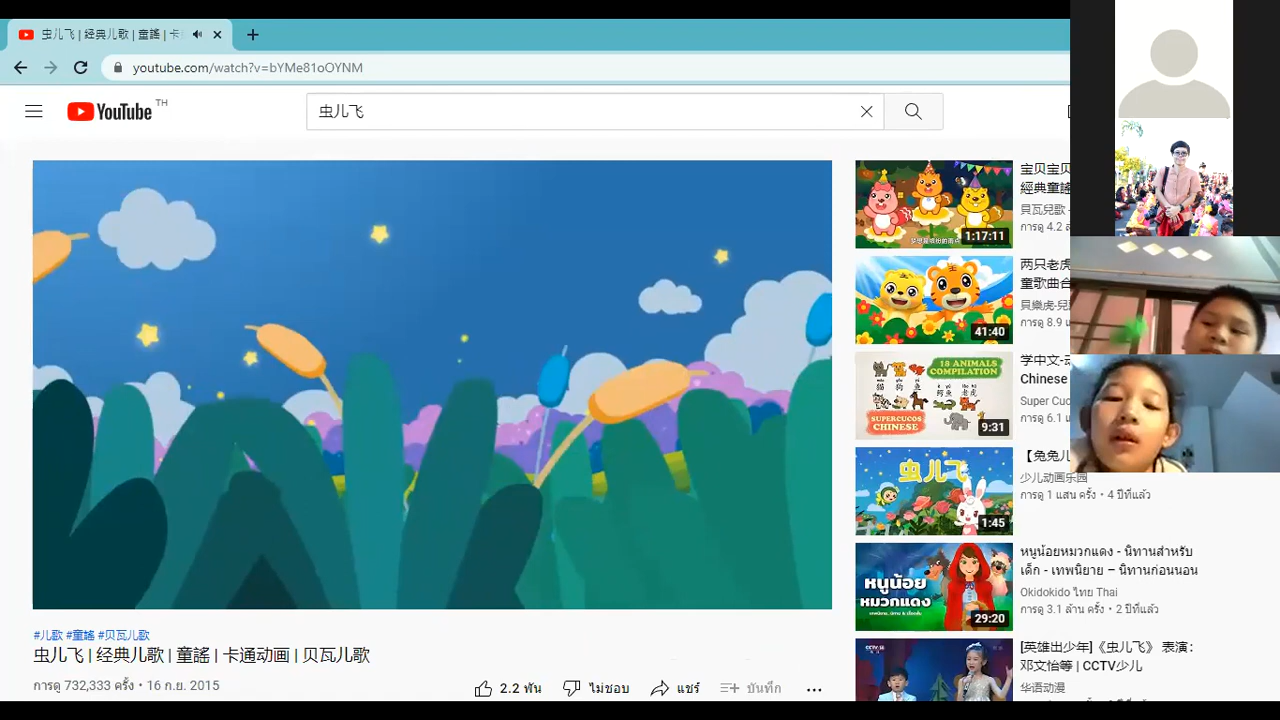 虫儿飞 | 经典儿歌 | 童謠 | 卡
youtube.com/watch?v=bYMe81oOYNM
YouTube TH
虫儿飞
#儿歌 #童謠 #贝瓦儿歌
虫儿飞 | 经典儿歌 | 童謠 | 卡通动画 | 贝瓦儿歌
การดู 732,333 ครั้ง • 16 ก.ย. 2015
2.2 พัน
ไม่ชอบ
แชร์
บันทึก
1:17:11
宝贝宝贝
經典童謠
貝瓦兒歌
การดู 4.2
41:40
两只老虎
童歌曲合
貝樂虎-兒
การดู 8.9
18 ANIMALS
COMPILATION
SUPERCUCOS
CHINESE
9:31
学中文-动
Chinese
Super Cuco
การดู 6.1
虫儿飞
1:45
【兔兔儿
少儿动画乐园
การดู 1 แสน ครั้ง • 4 ปีที่แล้ว
หนูน้อย
หมวกแดง
29:20
หนูน้อยหมวกแดง - นิทานสำหรับ
เด็ก - เทพนิยาย – นิทานก่อนนอน
Okidokido ไทย Thai
การดู 3.1 ล้าน ครั้ง • 2 ปีที่แล้ว
[英雄出少年]《虫儿飞》 表演：
邓文怡等 | CCTV少儿
华语动漫